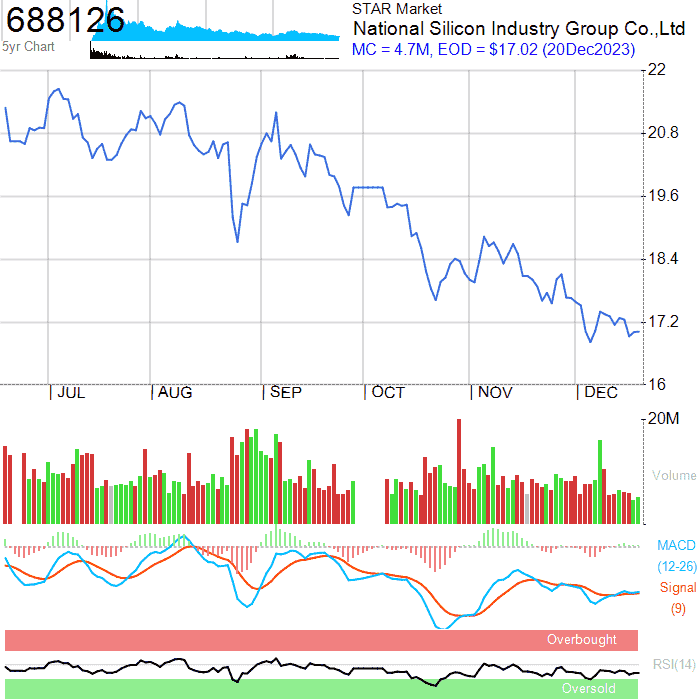 688126
5yr Chart
STAR Market
National Silicon Industry Group Co.,Ltd
MC = 4.7M, EOD = $17.02 (20Dec2023)
22
20.8
19.6
18.4
17.2
16
JUL
AUG
SEP
OCT
NOV
DEC
20M
Volume
MACD
(12-26)
Signal
(9)
Overbought
RSI(14)
Oversold